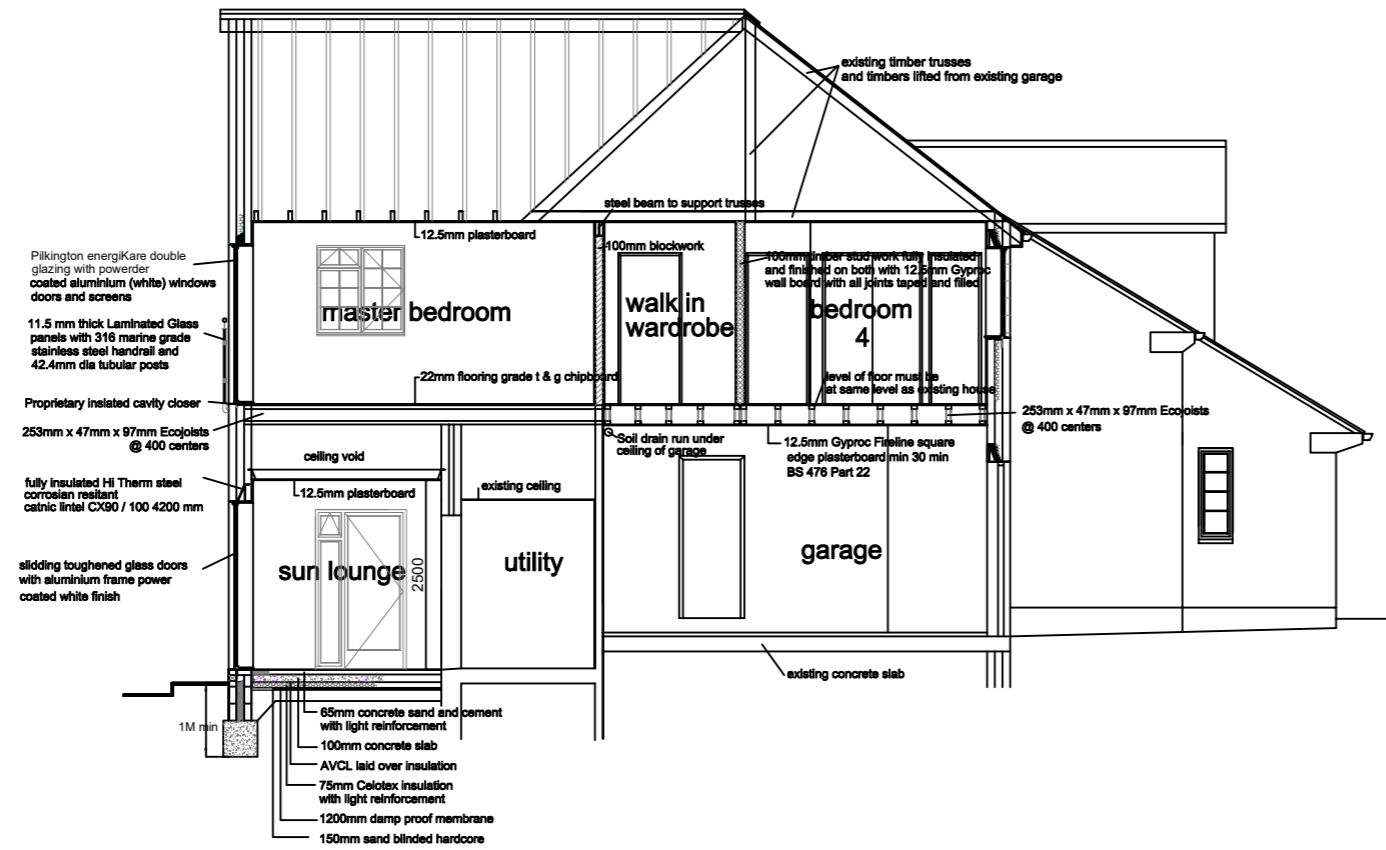 existing timber trusses
and timbers lifted from existing garage
steel beam to support trusses
12.5mm plasterboard
100mm blockwork
100mm timber stud work fully insulated
and finished on both with 12.5mm Gyproc
wall board with all joints taped and filled
Pilkington energiKare double
glazing with powerder
coated aluminium (white) windows
doors and screens
master bedroom
walk in
wardrobe
bedroom
4
11.5 mm thick Laminated Glass
panels with 316 marine grade
stainless steel handrail and
42.4mm dia tubular posts
22mm flooring grade t & g chipboard
level of floor must be
at same level as existing house
Proprietary inslated cavity closer
253mm x 47mm x 97mm Ecojoists
@ 400 centers
253mm x 47mm x 97mm Ecojoists
@ 400 centers
Soil drain run under
ceiling of garage
12.5mm Gyproc Fireline square
edge plasterboard min 30 min
BS 476 Part 22
ceiling void
fully insulated Hi Therm steel
corrosian resitant
catnic lintel CX90 / 100 4200 mm
12.5mm plasterboard
existing ceiling
slidding toughened glass doors
with aluminium frame power
coated white finish
sun lounge
2500
utility
garage
existing concrete slab
1M min
65mm concrete sand and cement
with light reinforcement
100mm concrete slab
AVCL laid over insulation
75mm Celotex insulation
with light reinforcement
1200mm damp proof membrane
150mm sand blinded hardcore